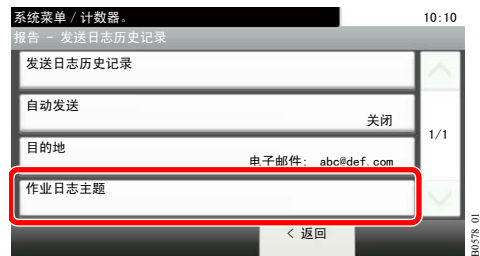 系统菜单 / 计数器。 10:10
报告 - 发送日志历史记录
发送日志历史记录
自动发送
关闭
1/1
目的地
电子邮件: abc@def.com
作业日志主题
< 返回
B0578_01